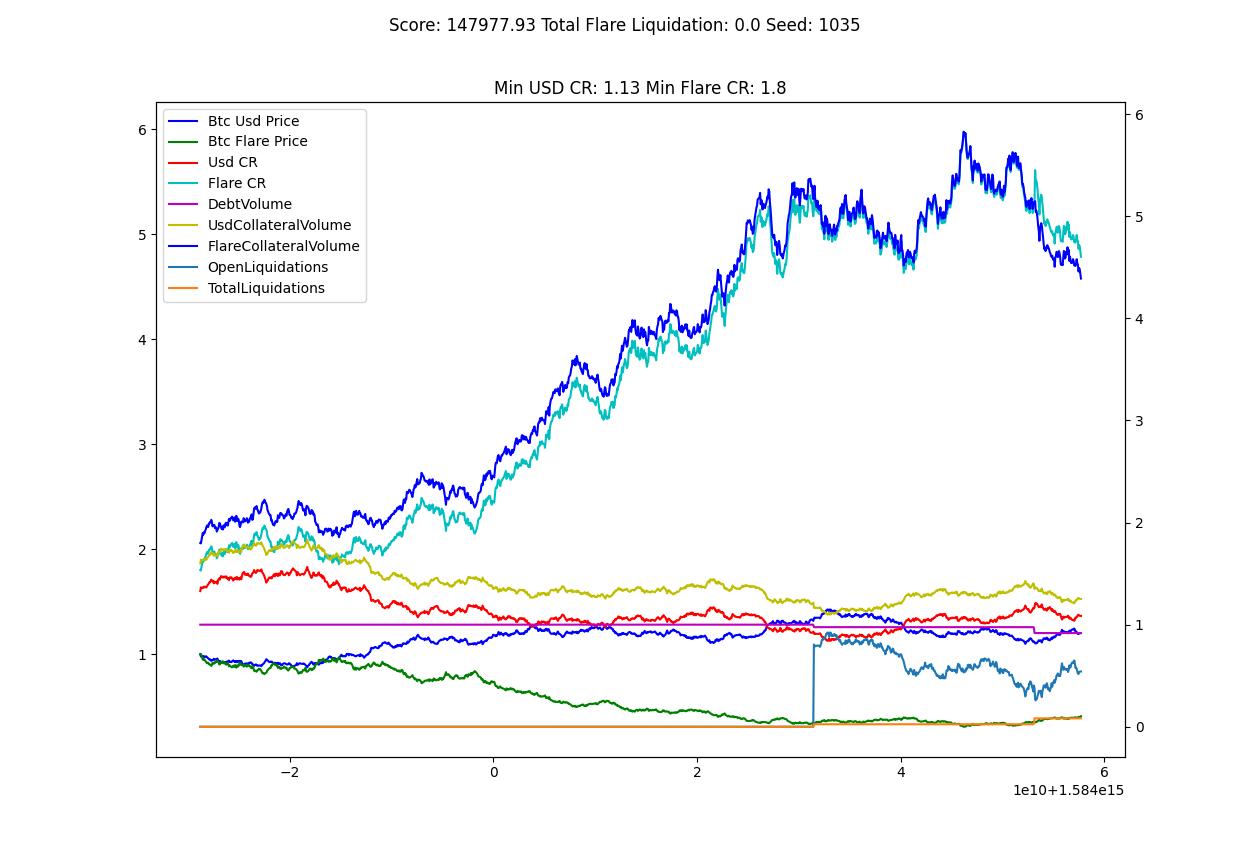 Score: 147977.93 Total Flare Liquidation: 0.0 Seed: 1035
Min USD CR: 1.13 Min Flare CR: 1.8
Btc Usd Price
Btc Flare Price
Usd CR
Flare CR
DebtVolume
UsdCollateralVolume
FlareCollateralVolume
OpenLiquidations
TotalLiquidations
6
5
4
3
2
1
6
5
4
3
2
1
0
−2
0
2
4
6
1e10+1.584e15